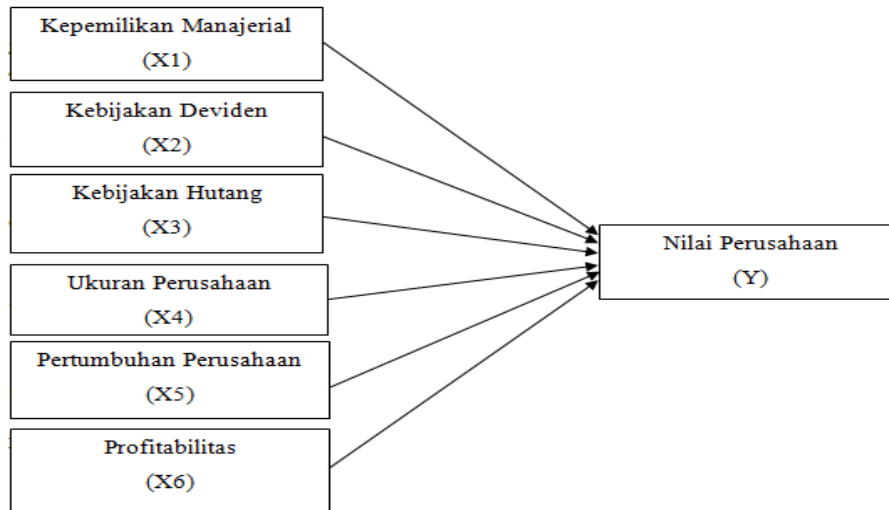 Kepemilikan Manajerial
(X1)
Kebijakan Deviden
(X2)
Kebijakan Hutang
(X3)
Ukuran Perusahaan
(X4)
Pertumbuhan Perusahaan
(X5)
Profitabilitas
(X6)
Nilai Perusahaan
(Y)